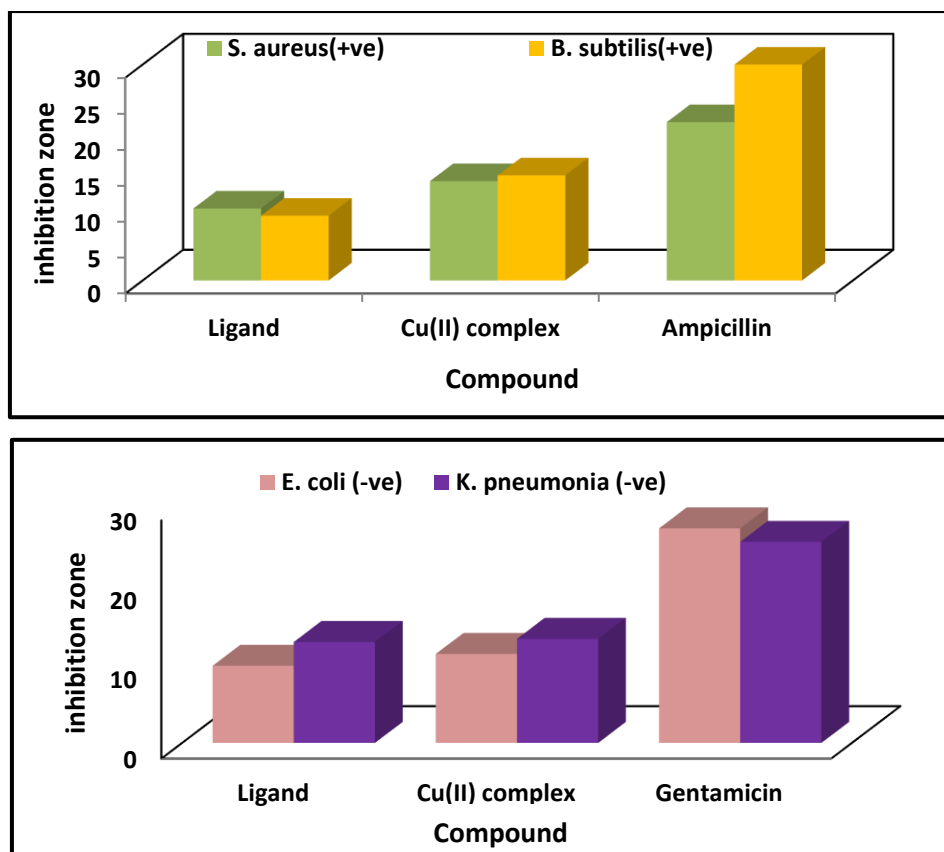 S. aureus(+ve) B. subtilis(+ve)
30
25
20
15
10
5
0
inhibition zone
Ligand Cu(II) complex Ampicillin
Compound
E. coli (-ve) K. pneumonia (-ve)
30
20
10
0
inhibition zone
Ligand Cu(II) complex Gentamicin
Compound